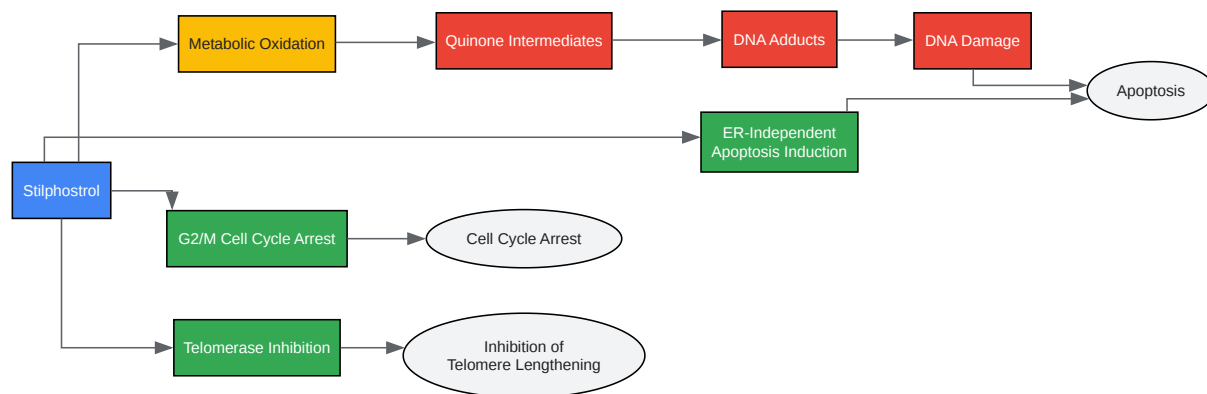 Metabolic Oxidation
Quinone Intermediates
DNA Adducts
DNA Damage
Apoptosis
ER-Independent
Apoptosis Induction
Stilphostrol
G2/M Cell Cycle Arrest
Cell Cycle Arrest
Telomerase Inhibition
Inhibition of
Telomere Lengthening